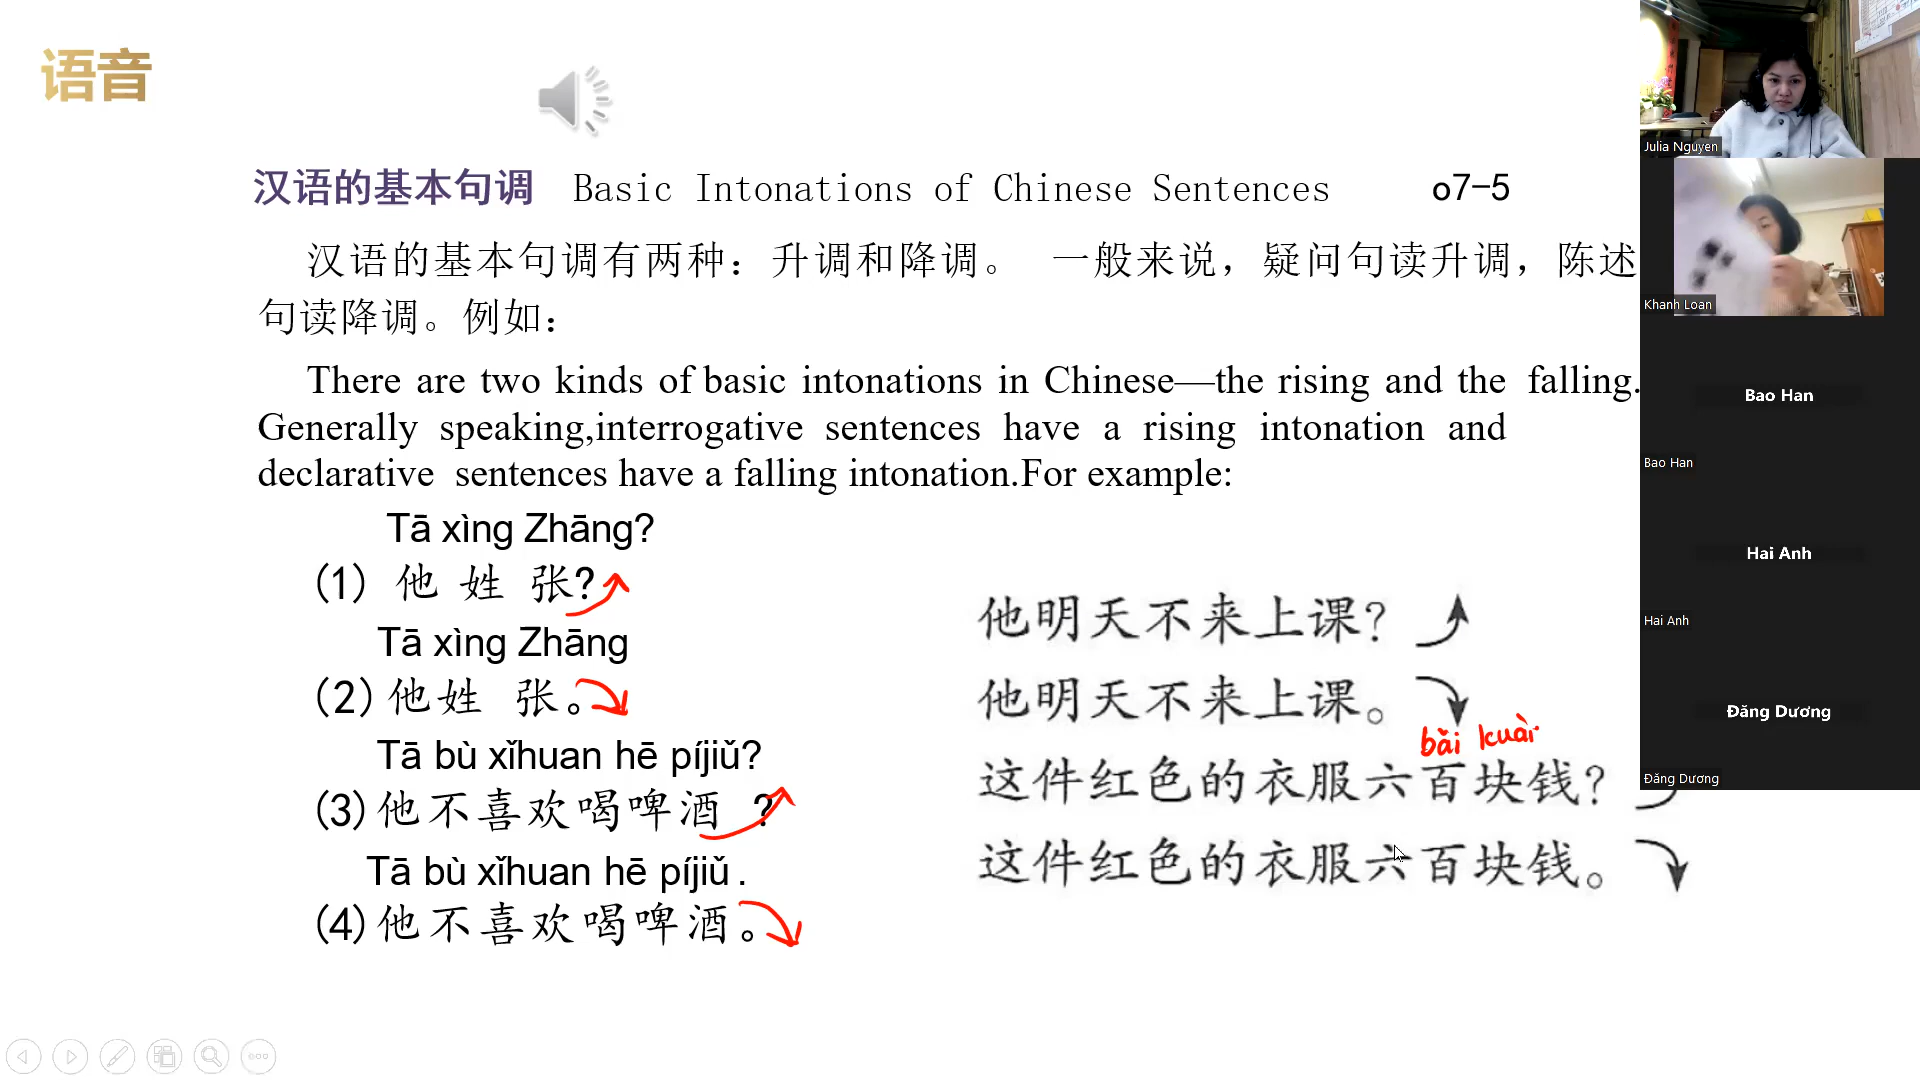 语音
汉语的基本句调 Basic Intonations of Chinese Sentences o7-5
汉语的基本句调有两种：升调和降调。 一般来说，疑问句读升调，陈述
句读降调。例如：
There are two kinds of basic intonations in Chinese—the rising and the falling.
Generally speaking,interrogative sentences have a rising intonation and
declarative sentences have a falling intonation.For example:
Tā xìng Zhāng?
(1) 他 姓 张?
Tā xìng Zhāng
(2) 他姓 张。
Tā bù xǐhuan hē píjiǔ?
(3) 他不喜欢喝啤酒 ?
Tā bù xǐhuan hē píjiǔ .
(4) 他不喜欢喝啤酒。
他明天不来上课？
他明天不来上课。
bǎi kuài
这件红色的衣服六百块钱？
这件红色的衣服六百块钱。
Julia Nguyen
Khanh Loan
Bao Han
Bao Han
Hai Anh
Hai Anh
Đăng Dương
Đăng Dương